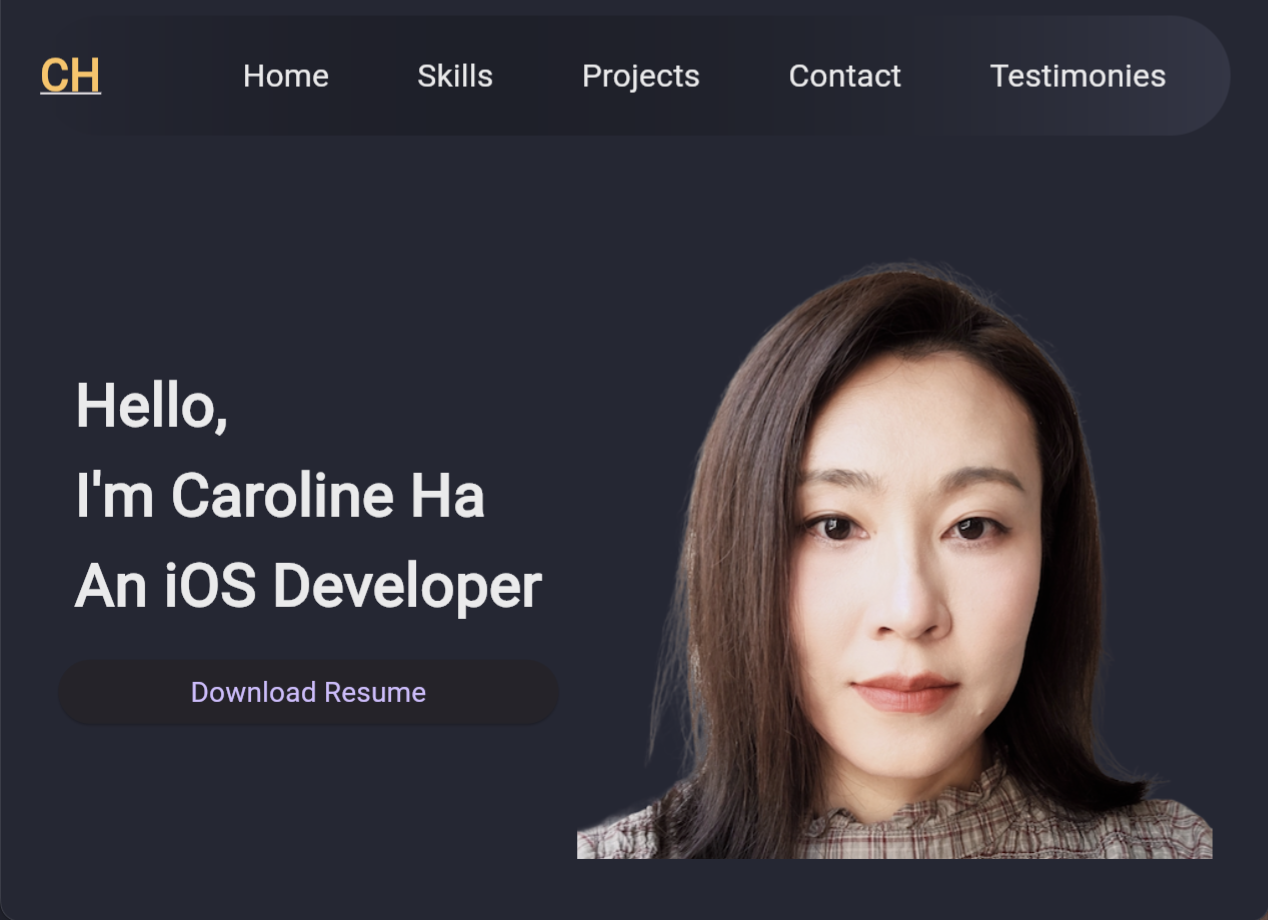 CH
Home Skills Projects Contact Testimonies
Hello,
I'm Caroline Ha
An iOS Developer
Download Resume